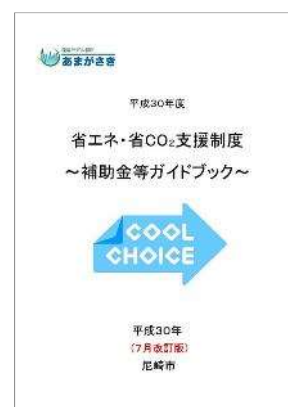 あまがさき
平成30年度
省エネ・省CO₂支援制度
～補助金等ガイドブック～
COOL
CHOICE
平成30年
(7月改訂版)
尼崎市